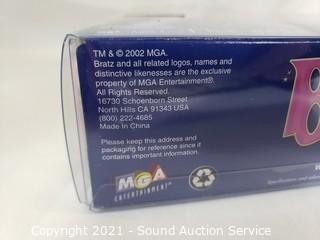 TM & © 2002 MGA.
Bratz and all related logos, names and
distinctive likenesses are the exclusive
property of MGA Entertainment®.
All Rights Reserved.
16730 Schoenborn Street
North Hills CA 91343 USA
(800) 222-4685
Made In China
Please keep this address and
packaging for reference since it
contains important information.
MGA
ENTERTAINMENT
Copyright © 2021 - Sound Auction Service